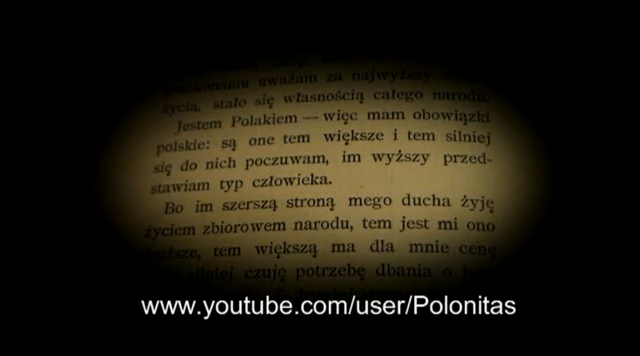 przekonaniu uważam za najwyższy
życia, stało się własnością całego narodu.
Jestem Polakiem — więc mam obowiązki
polskie: są one tem większe i tem silniej
się do nich poczuwam, im wyższy przed-
stawiam typ człowieka.
Bo im szerszą stroną mego ducha żyję
życiem zbiorowem narodu, tem jest mi ono
droższe, tem większą ma dla mnie cenę
silniej czuję potrzebę dbania o
www.youtube.com/user/Polonitas